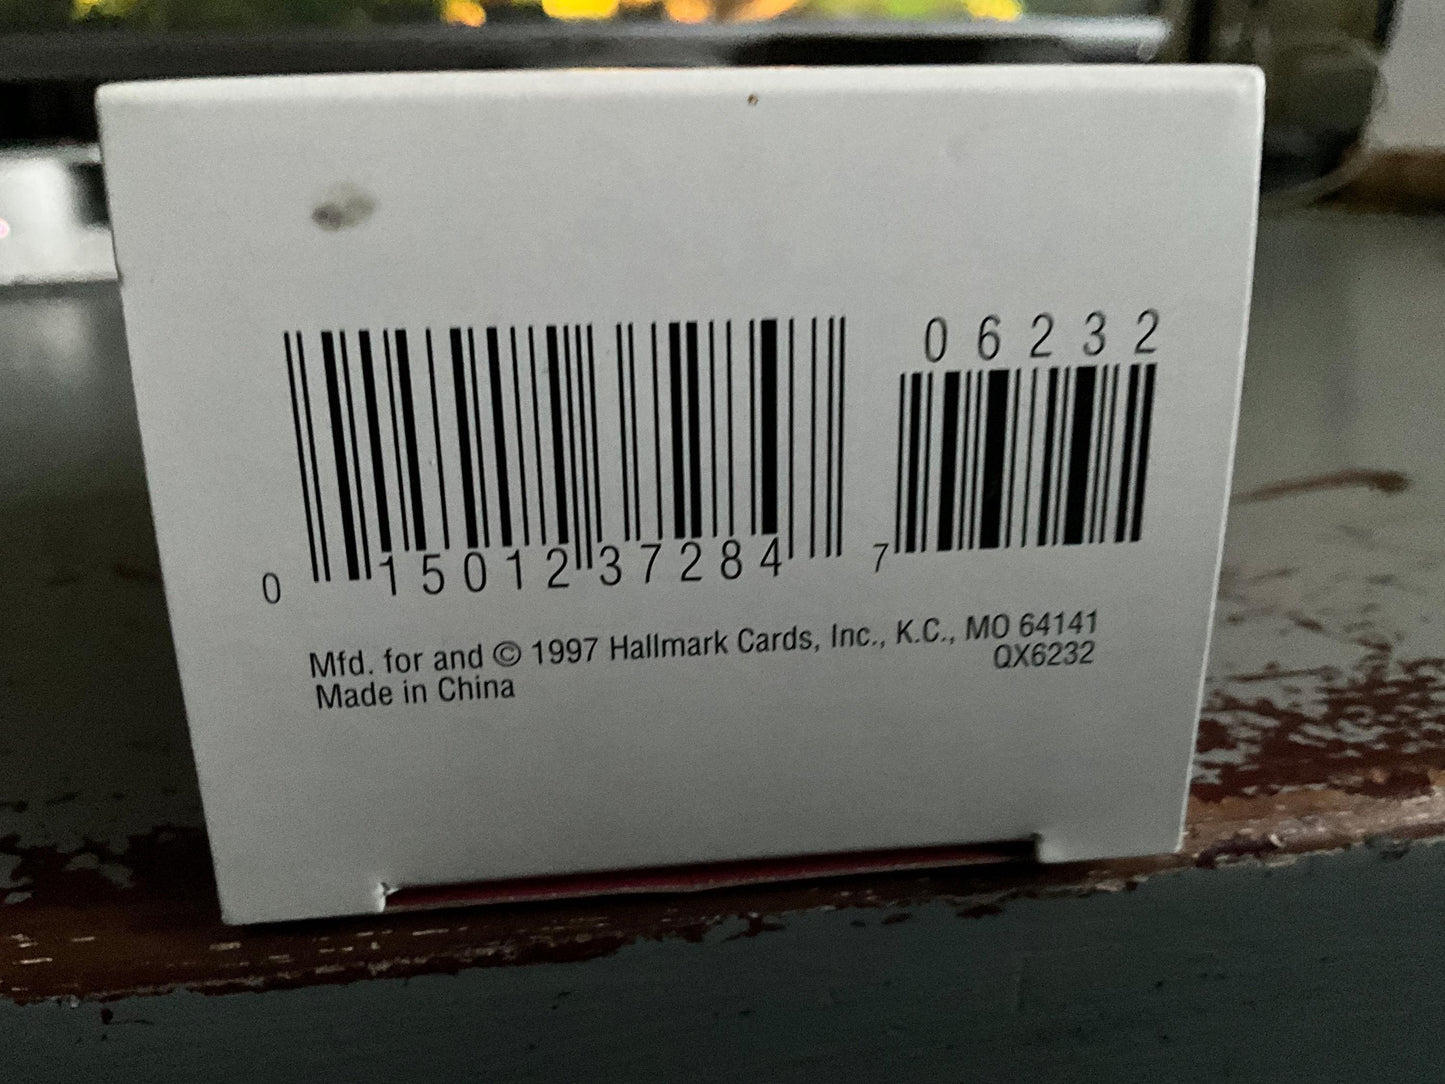 06232
0 15012 37284 7
Mfd. for and © 1997 Hallmark Cards, Inc., K.C., MO 64141
QX6232
Made in China